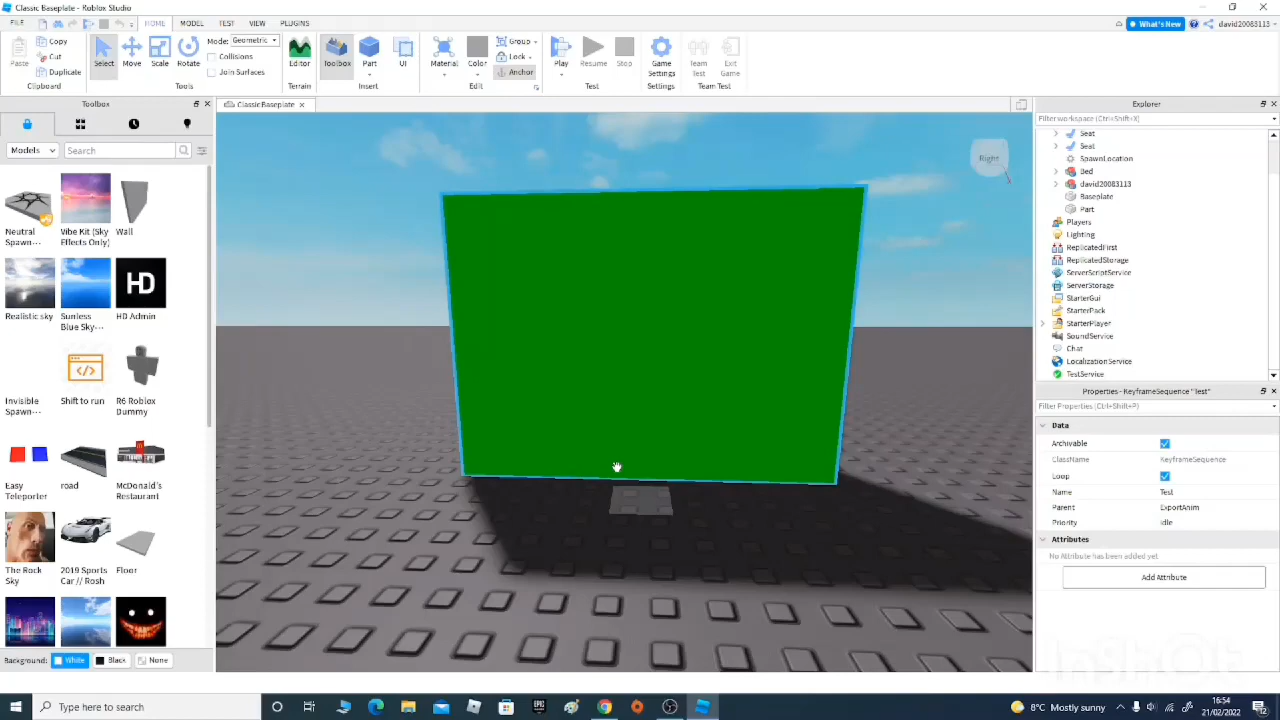 Classic Baseplate - Roblox Studio
FILE HOME MODEL TEST VIEW PLUGINS What's New david20083113
Paste Copy Cut Duplicate Clipboard
Select Move Scale Rotate Mode: Geometric Collisions Join Surfaces Tools
Editor Terrain
Toolbox Part UI Insert
Material Color Group Lock Anchor Edit
Play Resume Stop Test
Game Settings Settings
Team Test Exit Game Team Test
Toolbox
ClassicBaseplate
Models Search
Neutral Spawn...
Vibe Kit (Sky Effects Only)
Wall
Realistic sky
Sunless Blue Sky...
HD
HD Admin
Invisible Spawn...
Shift to run
R6 Roblox Dummy
Easy Teleporter
road
McDonald's Restaurant
The Rock Sky
2019 Sports Car // Rosh
Floor
Background: White Black None
Right
Explorer
Filter workspace (Ctrl+Shift+X)
Seat
Seat
SpawnLocation
Bed
david20083113
Baseplate
Part
Players
Lighting
ReplicatedFirst
ReplicatedStorage
ServerScriptService
ServerStorage
StarterGui
StarterPack
StarterPlayer
SoundService
Chat
LocalizationService
TestService
Properties - KeyframeSequence "Test"
Filter Properties (Ctrl+Shift+P)
Data
Archivable
ClassName KeyframeSequence
Loop
Name Test
Parent ExportAnim
Priority Idle
Attributes
No Attribute has been added yet
Add Attribute
InShOt
Type here to search
EPIC
8°C Mostly sunny
16:54
21/02/2022